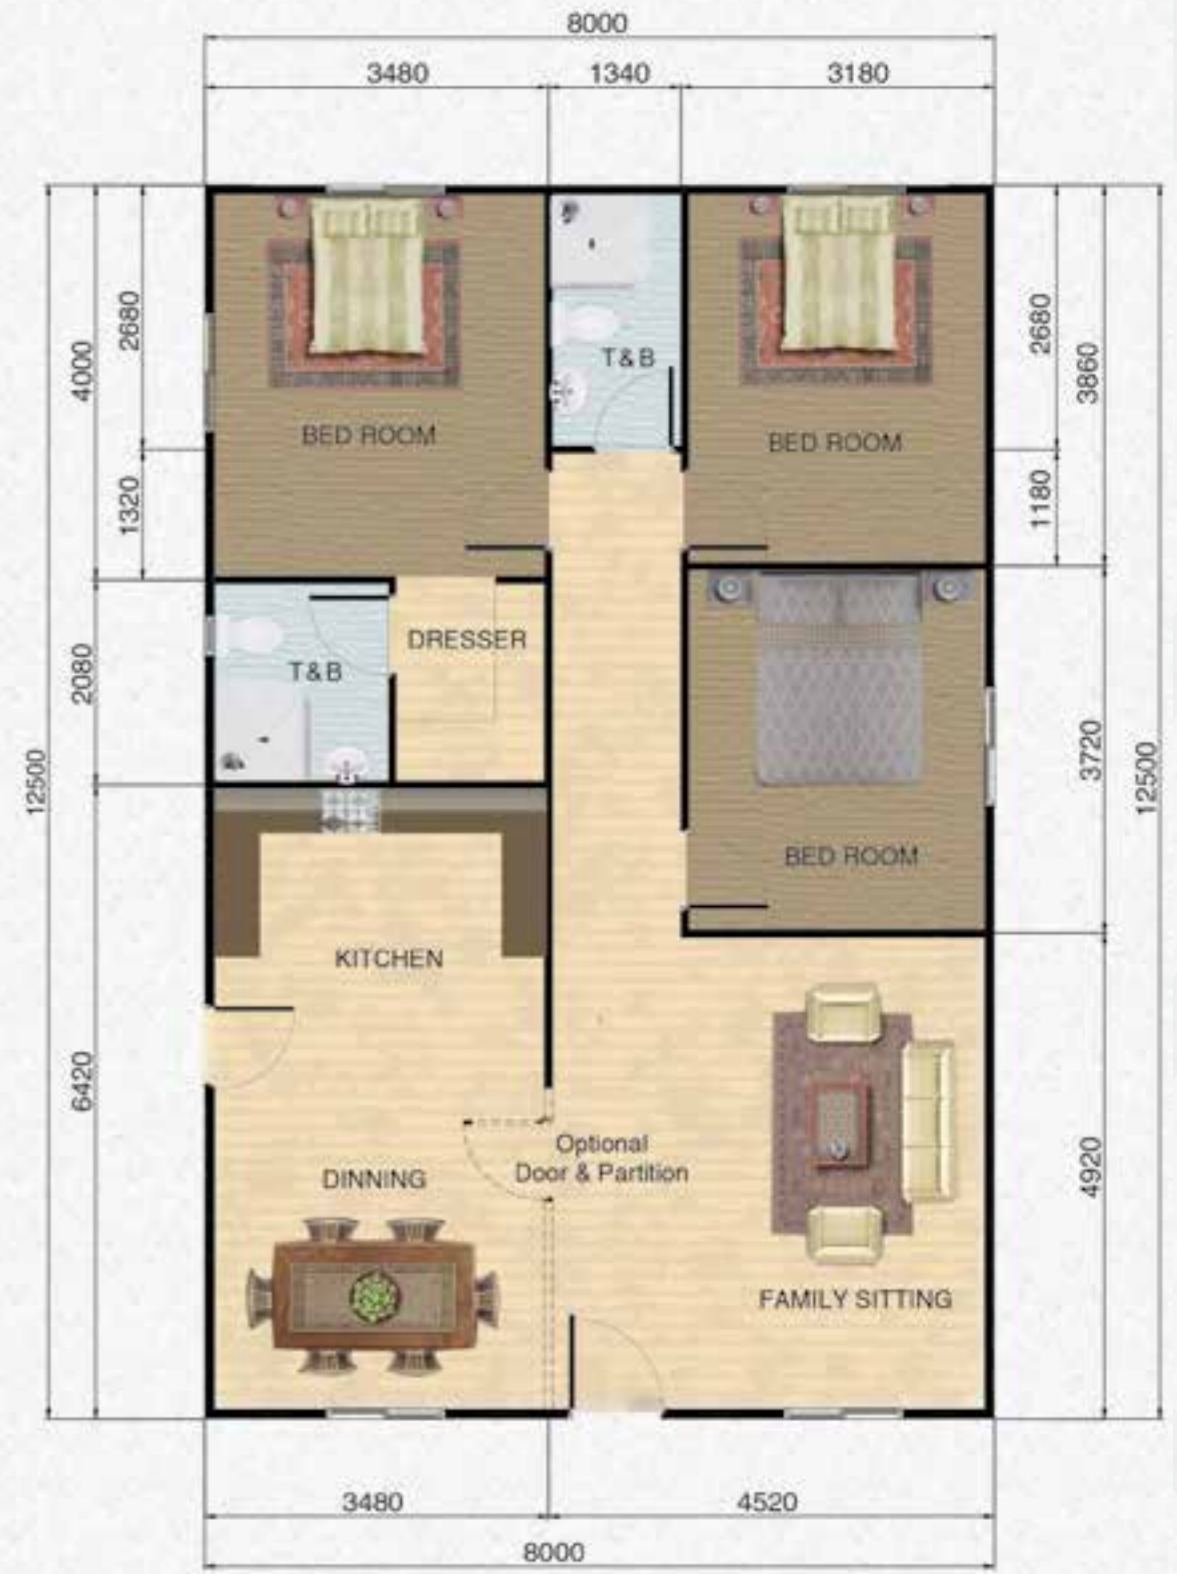 8000
3480
1340
3180
2680
4000
1320
2080
12500
6420
2680
3860
1180
3720
12500
4920
T&B
BED ROOM
BED ROOM
DRESSER
T&B
BED ROOM
KITCHEN
Optional
Door & Partition
DINNING
FAMILY SITTING
3480
4520
8000